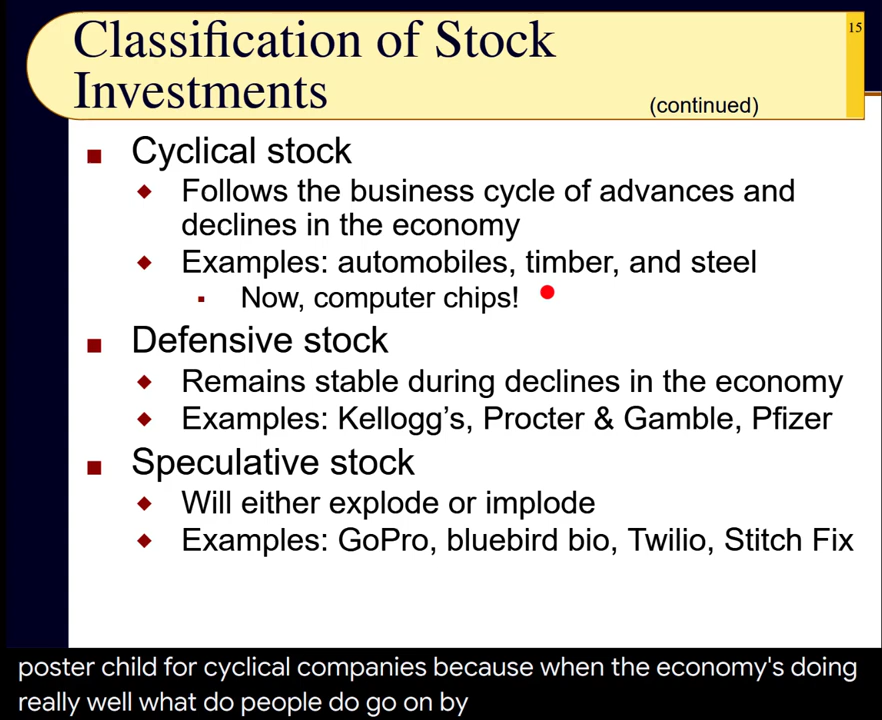 15
Classification of Stock
Investments
(continued)
Cyclical stock
Follows the business cycle of advances and
declines in the economy
Examples: automobiles, timber, and steel
Now, computer chips!
Defensive stock
Remains stable during declines in the economy
Examples: Kellogg's, Procter & Gamble, Pfizer
Speculative stock
Will either explode or implode
Examples: GoPro, bluebird bio, Twilio, Stitch Fix
poster child for cyclical companies because when the economy's doing
really well what do people do go on by